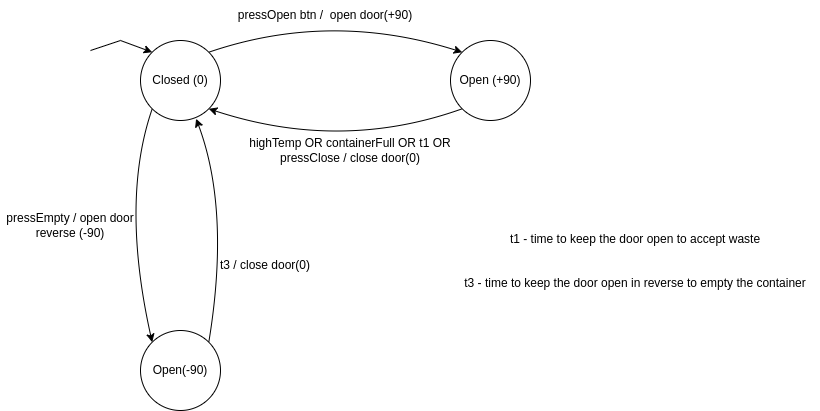 pressOpen btn /  open door(+90)
Closed (0)
Open (+90)
highTemp OR containerFull OR t1 OR
pressClose / close door(0)
pressEmpty / open door
reverse (-90)
t1 - time to keep the door open to accept waste
t3 / close door(0)
t3 - time to keep the door open in reverse to empty the container
Open(-90)